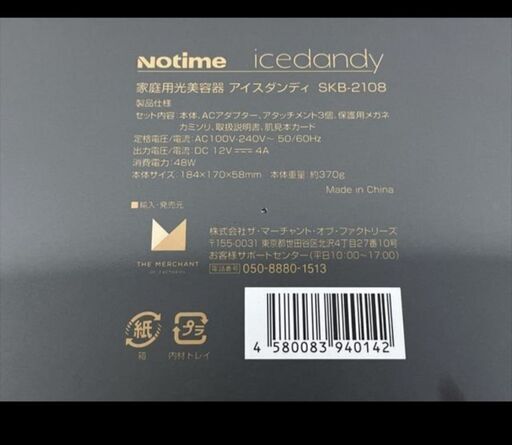 Notime icedandy
家庭用光美容器 アイスダンディ SKB-2108
製品仕様
セット内容:本体、ACアダプター、アタッチメント3個、保護用メガネ
カミソリ、取扱説明書、肌見本カード
定格電圧/電流:AC100V-240V～ 50/60Hz
出力電圧/電流:DC 12V⎓4A
消費電力:48W
本体サイズ:184×170×58mm 本体重量:約370g
Made in China
■輸入・発売元
THE MERCHANT
OF FACTORIES
株式会社ザ・マーチャント・オブ・ファクトリーズ
〒155-0031 東京都世田谷区北沢4丁目27番10号
お客様サポートセンター(平日10:00〜17:00)
電話番号 050-8880-1513
紙
箱
プラ
内材トレイ
4 580083 940142